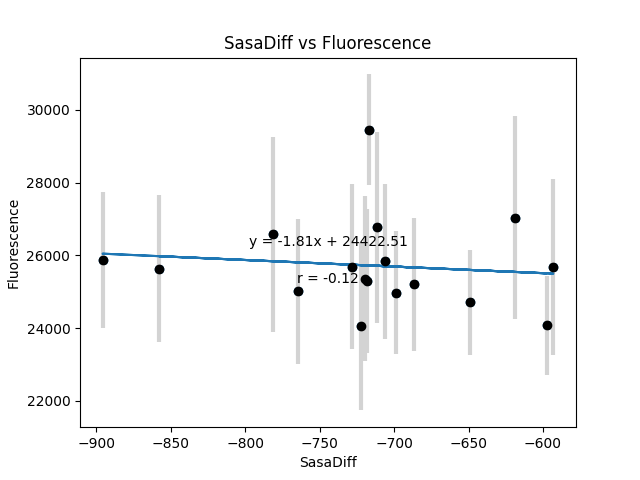 SasaDiff vs Fluorescence
Fluorescence
30000
28000
26000
24000
22000
y = -1.81x + 24422.51
r = -0.12
−900
−850
−800
−750
−700
−650
−600
SasaDiff